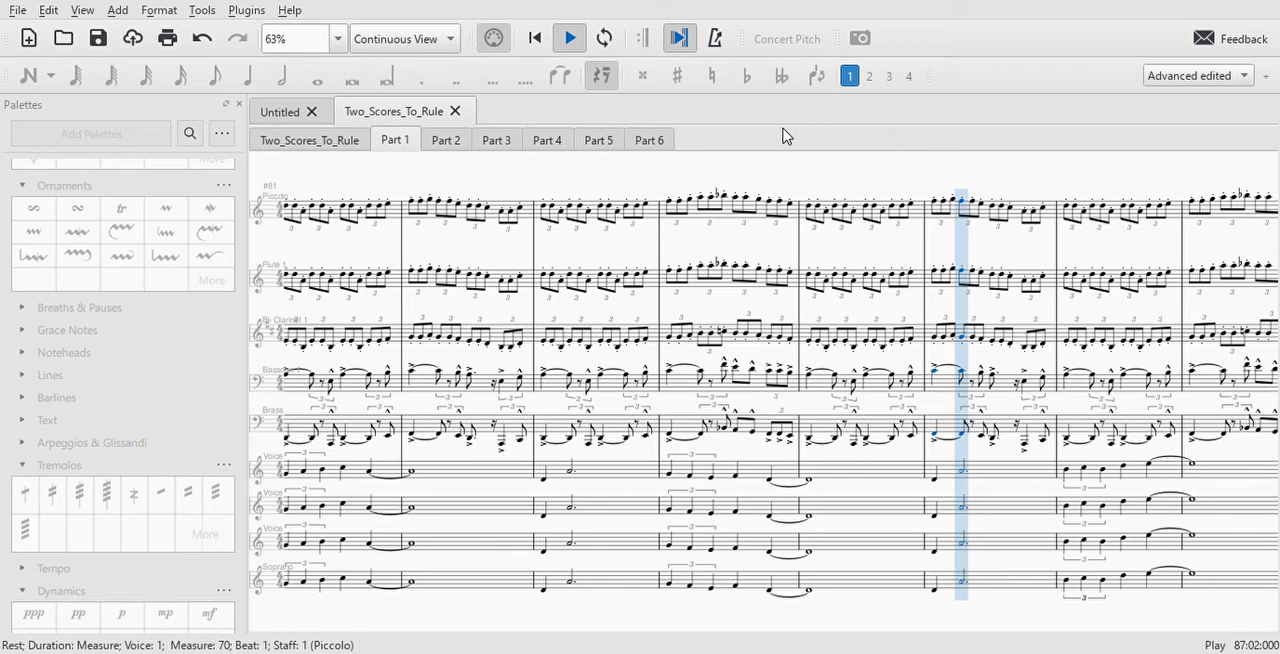 File Edit View Add Format Tools Plugins Help
63% Continuous View Concert Pitch Feedback
1 2 3 4 Advanced edited
Palettes
Untitled Two_Scores_To_Rule
Add Palettes
Two_Scores_To_Rule Part 1 Part 2 Part 3 Part 4 Part 5 Part 6
More
Ornaments
tr
More
Breaths & Pauses
Grace Notes
Noteheads
Lines
Barlines
Text
Arpeggios & Glissandi
Tremolos
More
Tempo
Dynamics
ppp pp p mp mf
#81
Piccolo
Flute 1
Brass
Voice
Voice
Voice
Soprano
Rest; Duration: Measure; Voice: 1; Measure: 70; Beat: 1; Staff: 1 (Piccolo)
Play 87:02:000